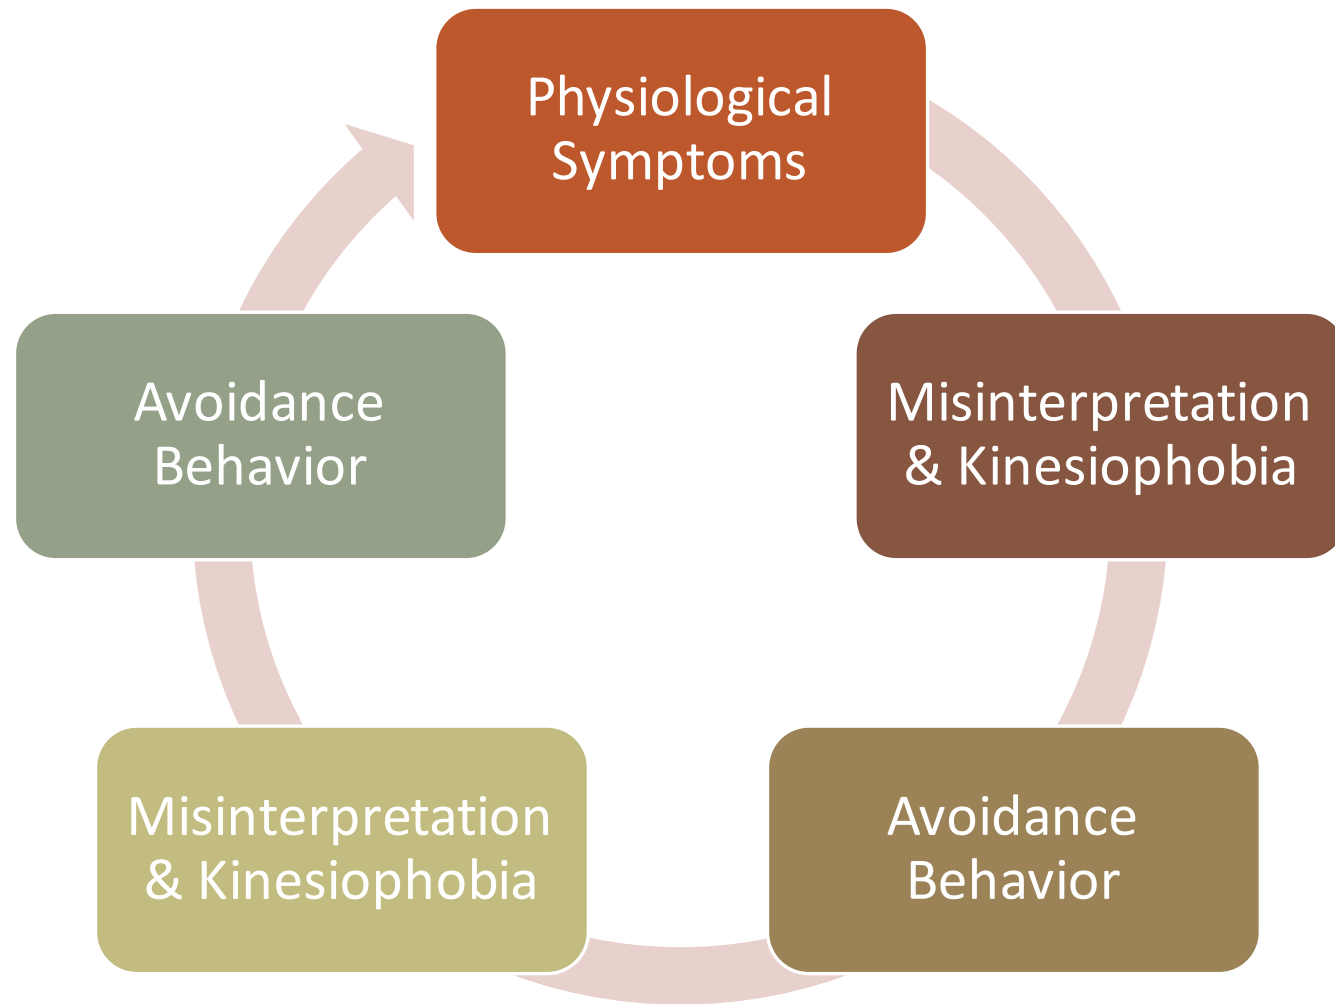 Physiological
Symptoms
Misinterpretation
& Kinesiophobia
Avoidance
Behavior
Misinterpretation
& Kinesiophobia
Avoidance
Behavior